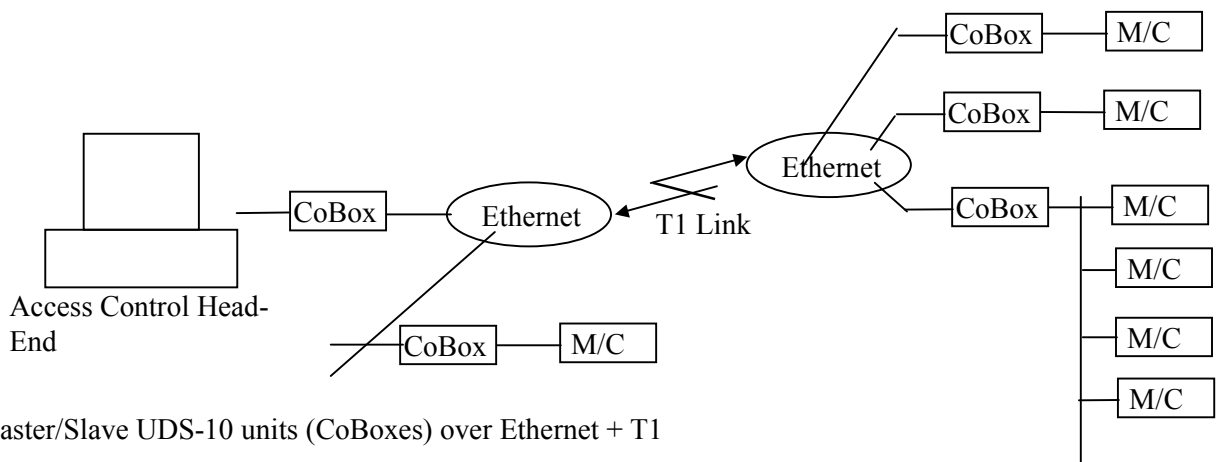 CoBox
M/C
CoBox
M/C
Ethernet
CoBox
M/C
CoBox
Ethernet
T1 Link
M/C
Access Control Head-
End
M/C
CoBox
M/C
M/C
aster/Slave UDS-10 units (CoBoxes) over Ethernet + T1